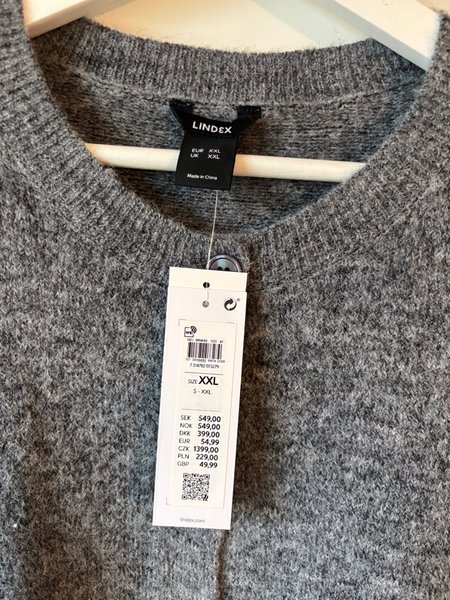 LINDEX
EUR XXL
UK XXL
Made in China
SIZE XXL
S - XXL
SEK 549,00
NOK 549,00
DKK 399,00
EUR 54,99
CZK 1399,00
PLN 229,00
GBP 49,99
lindex.com